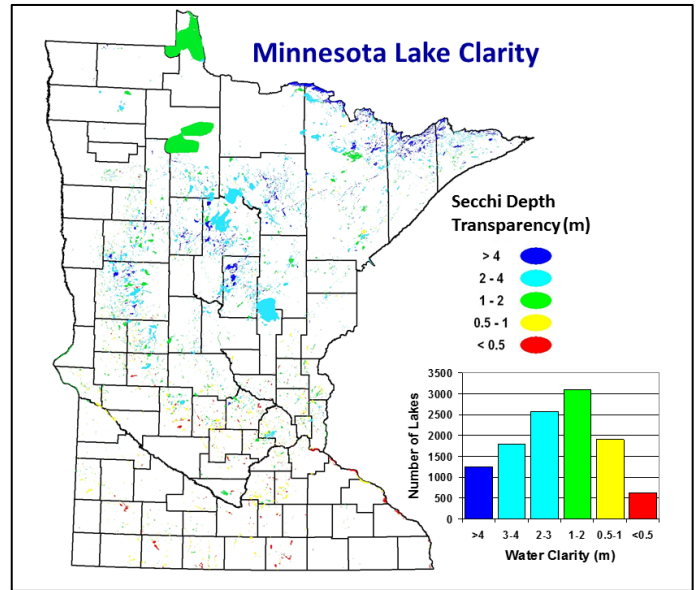 Minnesota Lake Clarity
Secchi Depth
Transparency (m)
> 4
2 - 4
1 - 2
0.5 - 1
< 0.5
3500
3000
2500
2000
1500
1000
500
0
Number of Lakes
>4 3-4 2-3 1-2 0.5-1 <0.5
Water Clarity (m)